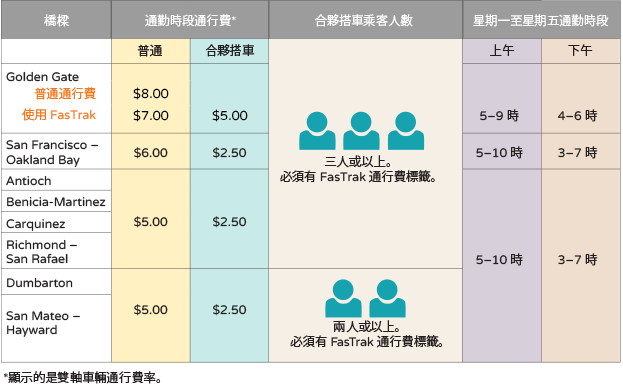 橋樑 通勤時段通行費* 合夥搭車乘客人數 星期一至星期五通勤時段
普通 合夥搭車 上午 下午
Golden Gate
普通通行費 $8.00
使用 FasTrak $7.00 $5.00 5–9 時 4–6 時
San Francisco –
Oakland Bay $6.00 $2.50 5–10 時 3–7 時
三人或以上。
必須有 FasTrak 通行費標籤。
Antioch
Benicia-Martinez
Carquinez $5.00 $2.50
Richmond –
San Rafael
5–10 時 3–7 時
Dumbarton
San Mateo –
Hayward
$5.00 $2.50
兩人或以上。
必須有 FasTrak 通行費標籤。
*顯示的是雙軸車輛通行費率。